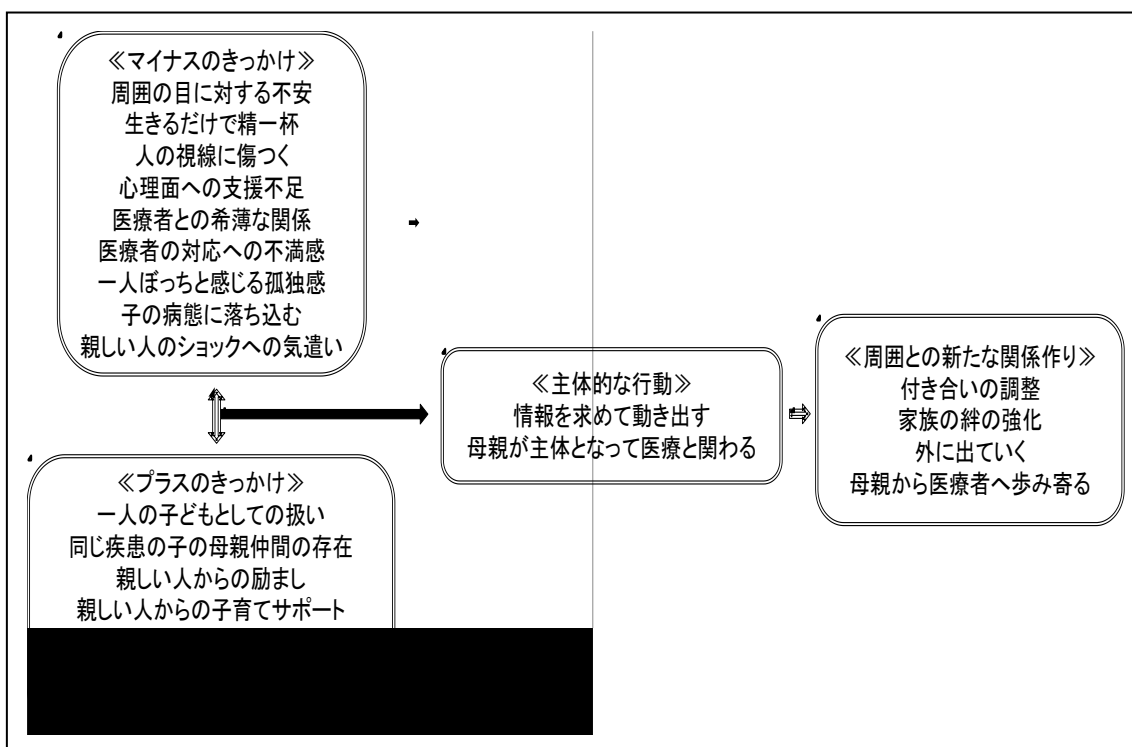 ≪マイナスのきっかけ≫
周囲の目に対する不安
生きるだけで精一杯
人の視線に傷つく
心理面への支援不足
医療者との希薄な関係
医療者の対応への不満感
一人ぼっちと感じる孤独感
子の病態に落ち込む
親しい人のショックへの気遣い
≪プラスのきっかけ≫
一人の子どもとしての扱い
同じ疾患の子の母親仲間の存在
親しい人からの励まし
親しい人からの子育てサポート
≪主体的な行動≫
情報を求めて動き出す
母親が主体となって医療と関わる
≪周囲との新たな関係作り≫
付き合いの調整
家族の絆の強化
外に出ていく
母親から医療者へ歩み寄る